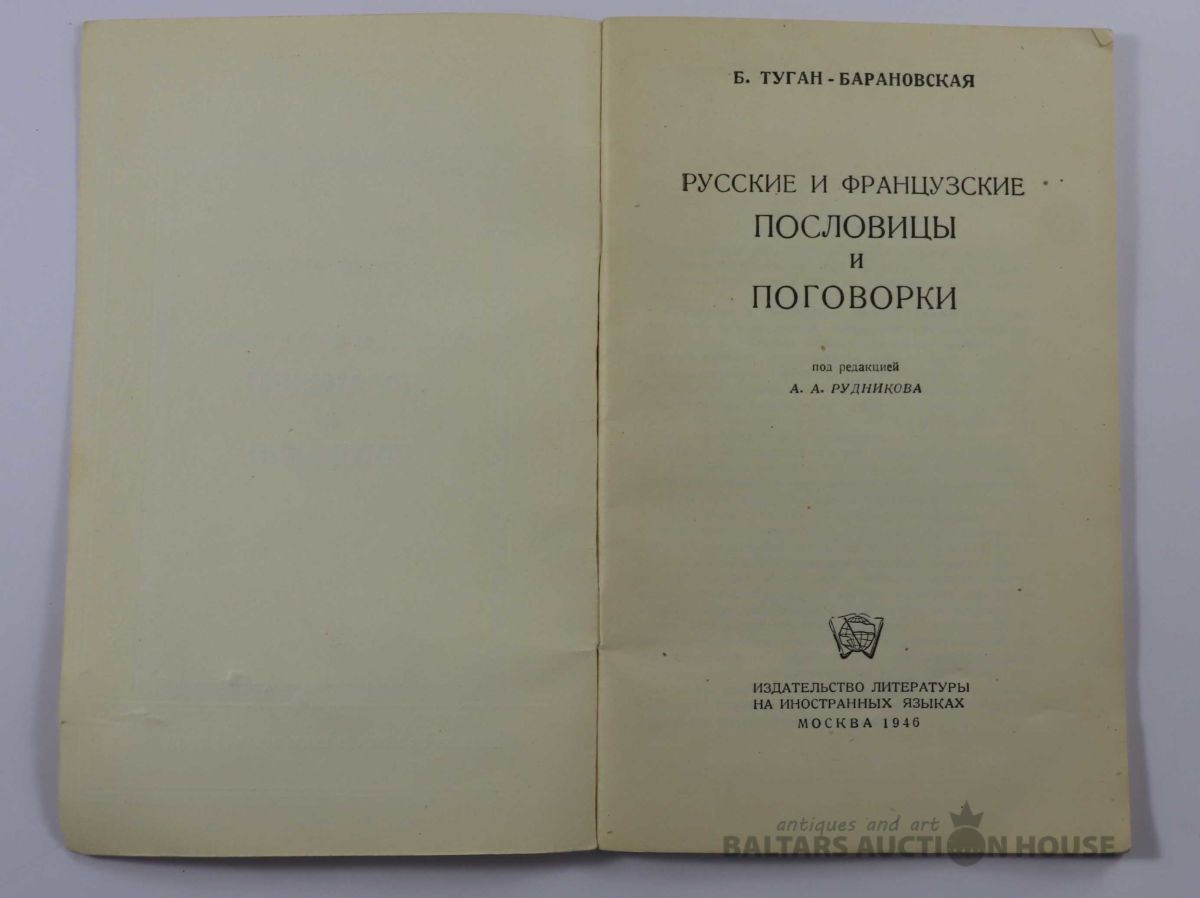 Б. ТУГАН-БАРАНОВСКАЯ
РУССКИЕ И ФРАНЦУЗСКИЕ
ПОСЛОВИЦЫ
И
ПОГОВОРКИ
под редакцией
А. А. РУДНИКОВА
ИЗДАТЕЛЬСТВО ЛИТЕРАТУРЫ
НА ИНОСТРАННЫХ ЯЗЫКАХ
МОСКВА 1946
antiques and art
BALTARS AUCTION HOUSE